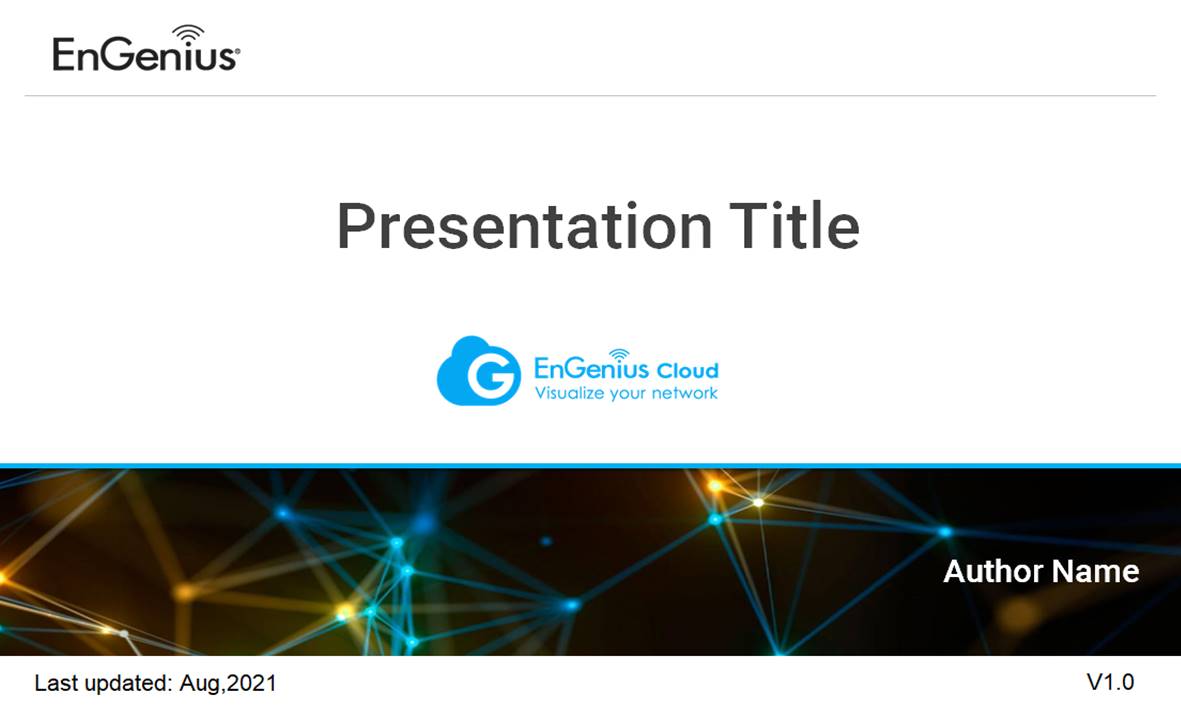 EnGenius®
Presentation Title
G
EnGenius Cloud
Visualize your network
Author Name
Last updated: Aug,2021
V1.0